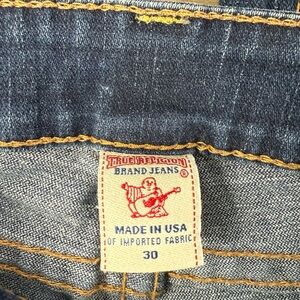 TRUE RELIGION
BRAND JEANS®
MADE IN USA
OF IMPORTED FABRIC
30